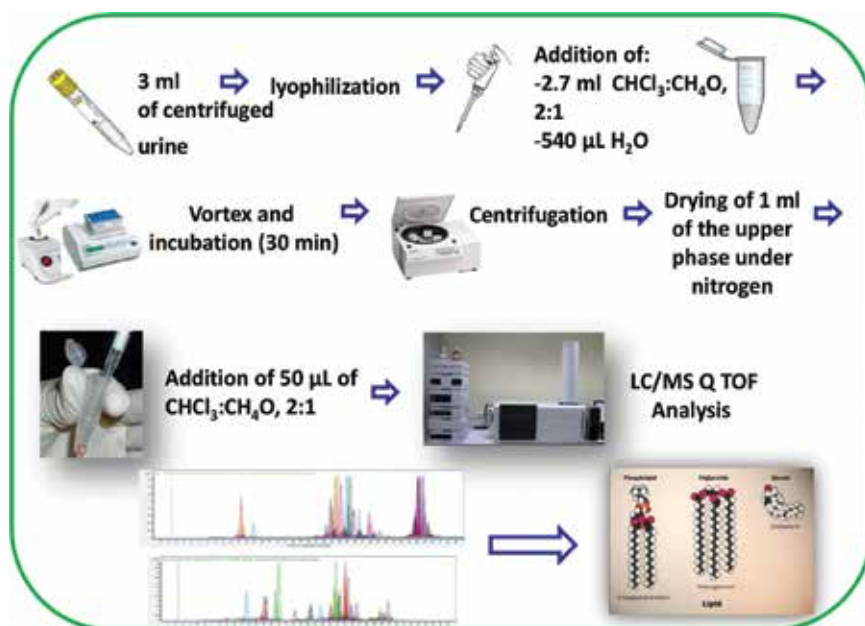 3 ml
of centrifuged
urine
lyophilization
Addition of:
-2.7 ml CHCl₃:CH₄O,
2:1
-540 µL H₂O
Vortex and
incubation (30 min)
Centrifugation
Drying of 1 ml
of the upper
phase under
nitrogen
Addition of 50 µL of
CHCl₃:CH₄O, 2:1
LC/MS Q TOF
Analysis
Phospholipid
Triglyceride
Steroid
Lipid